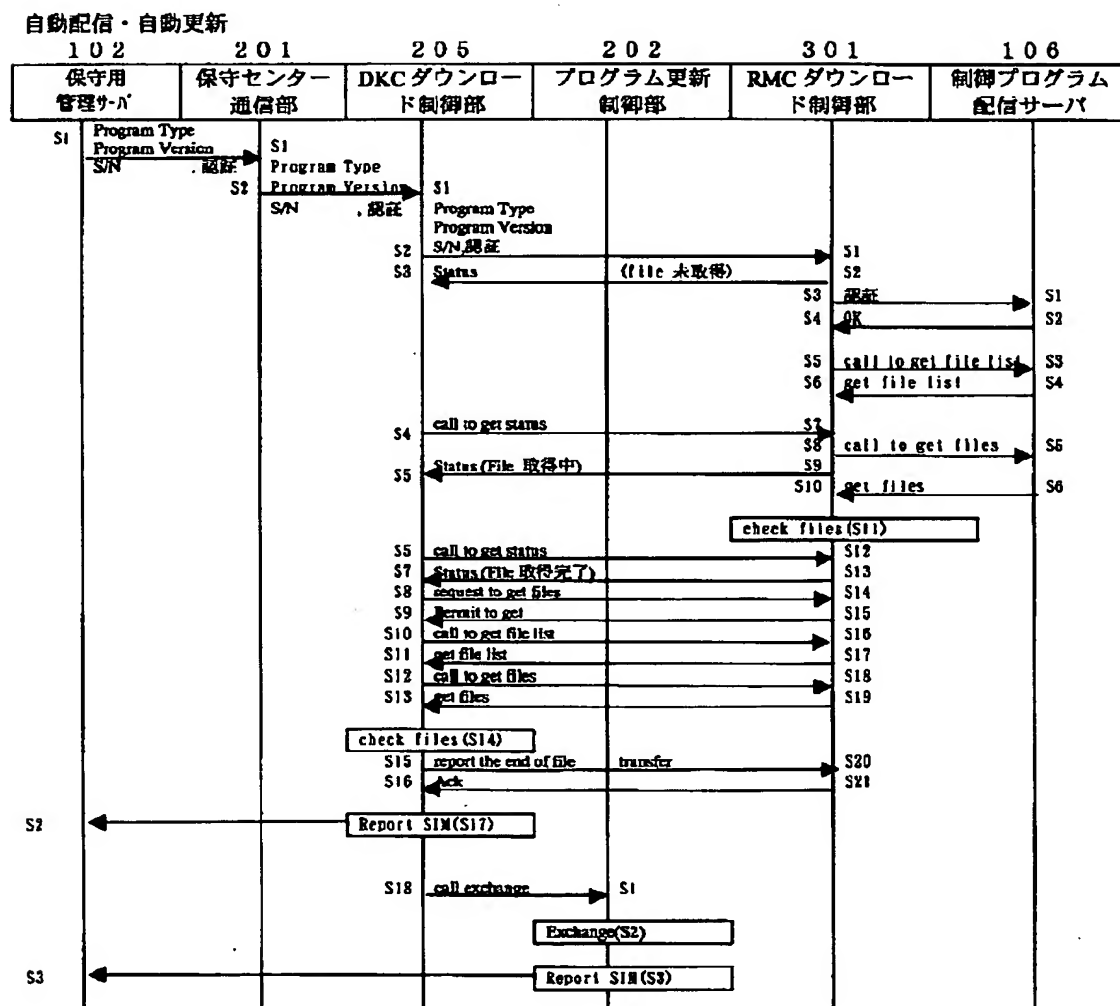 自動配信・自動更新
102 201 205 202 301 106
保守用 保守センター DKCダウンロー プログラム更新 RMCダウンロー 制御プログラム
管理サーバ 通信部 ド制御部 制御部 ド制御部 配信サーバ
S1 Program Type
Program Version S1
S/N , 認証 Program Type
S2 Program Version S1
S/N , 認証 Program Type
Program Version
S2 S/N,認証 S1
S3 Status (file 未取得) S2
S3 認証 S1
S4 OK S2
S5 call to get file list S3
S6 get file list S4
S4 call to get status S7
S8 call to get files S5
S5 Status(File 取得中) S9
S10 get files S6
check files(S11)
S5 call to get status S12
S7 Status(File 取得完了) S13
S8 request to get files S14
S9 Permit to get S15
S10 call to get file list S16
S11 get file list S17
S12 call to get files S18
S13 get files S19
check files(S14)
S15 report the end of file transfer S20
S16 Ack S21
S2 Report SIM(S17)
S18 call exchange S1
Exchange(S2)
S3 Report SIM(S3)